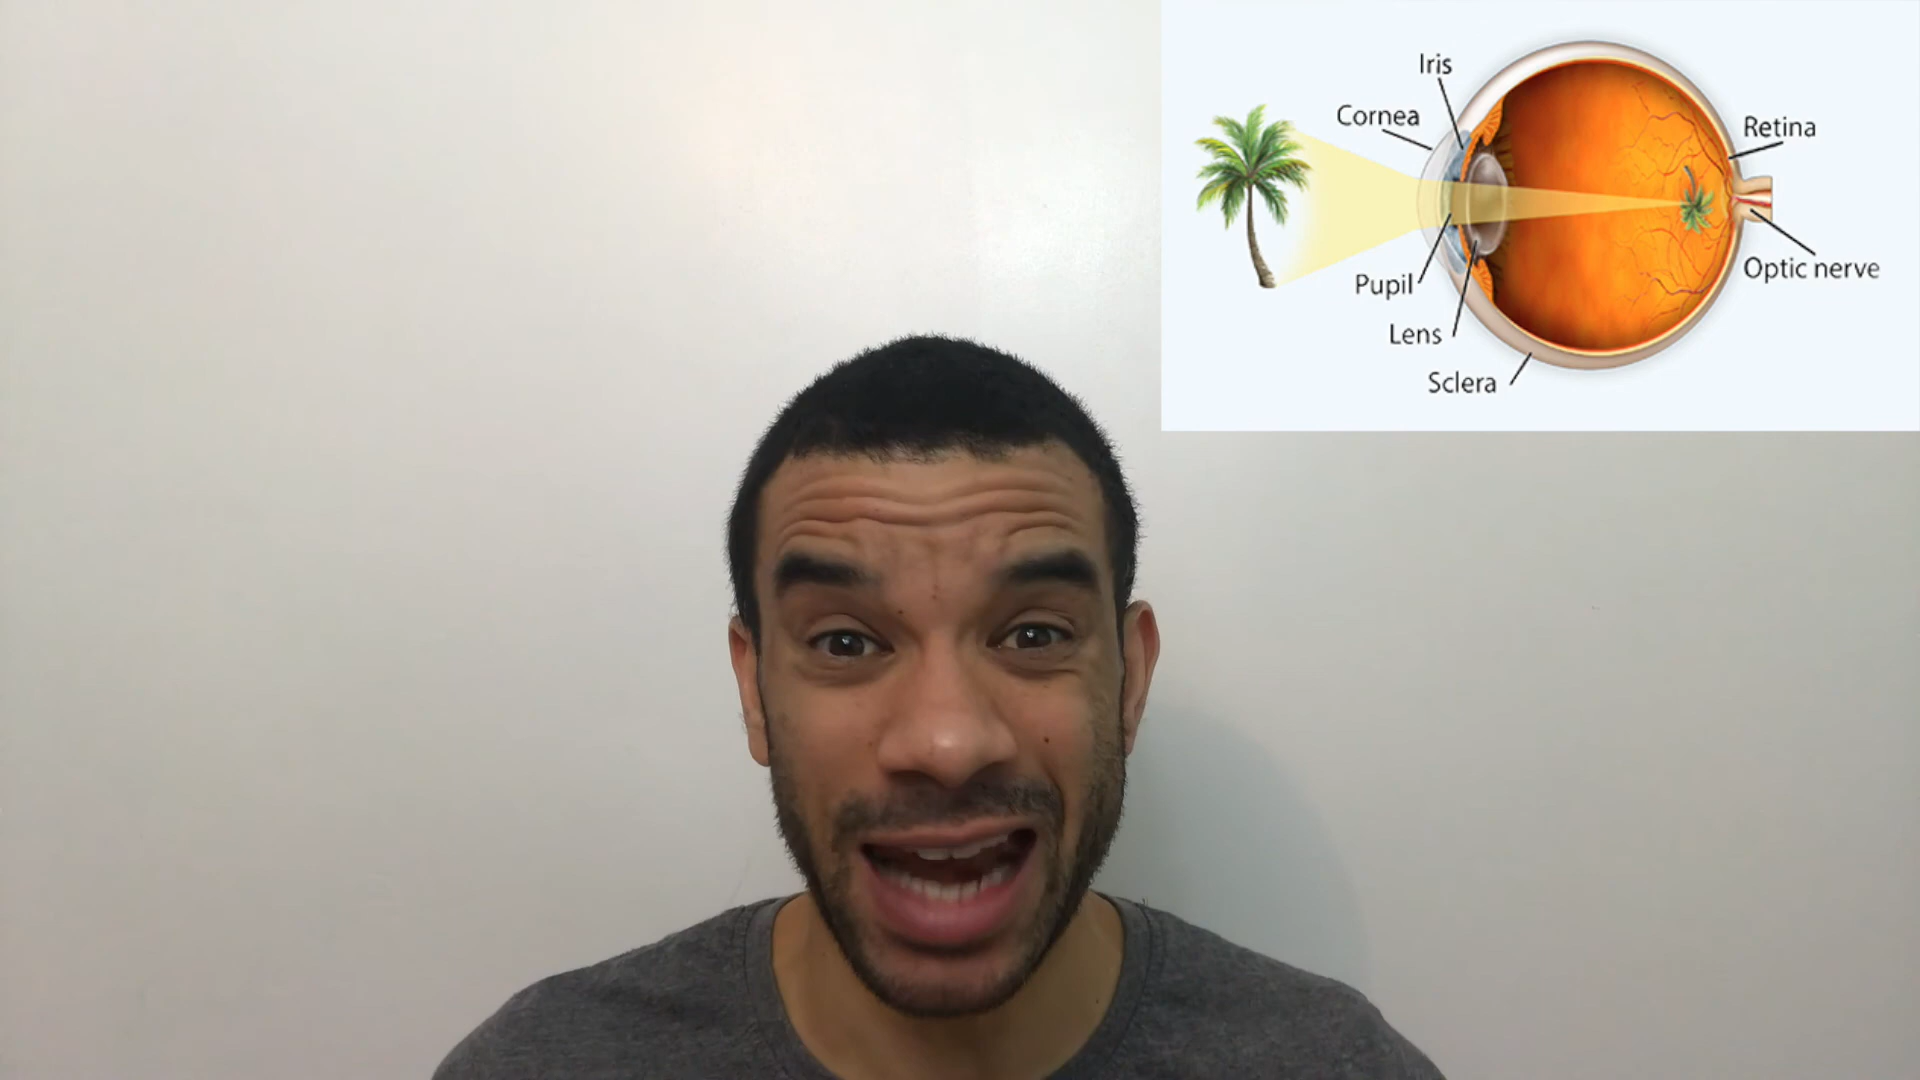 Iris
Cornea
Retina
Pupil
Optic nerve
Lens
Sclera